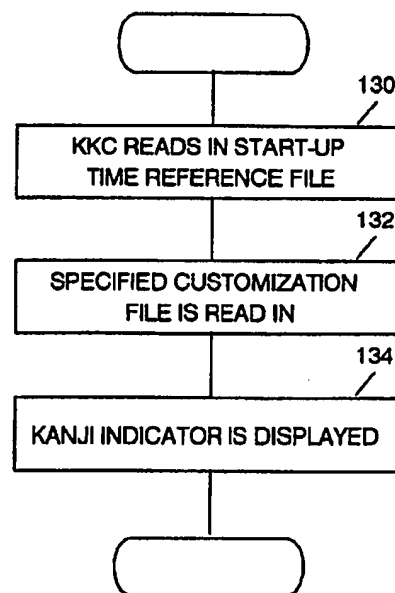 130
KKC READS IN START-UP
TIME REFERENCE FILE
132
SPECIFIED CUSTOMIZATION
FILE IS READ IN
134
KANJI INDICATOR IS DISPLAYED